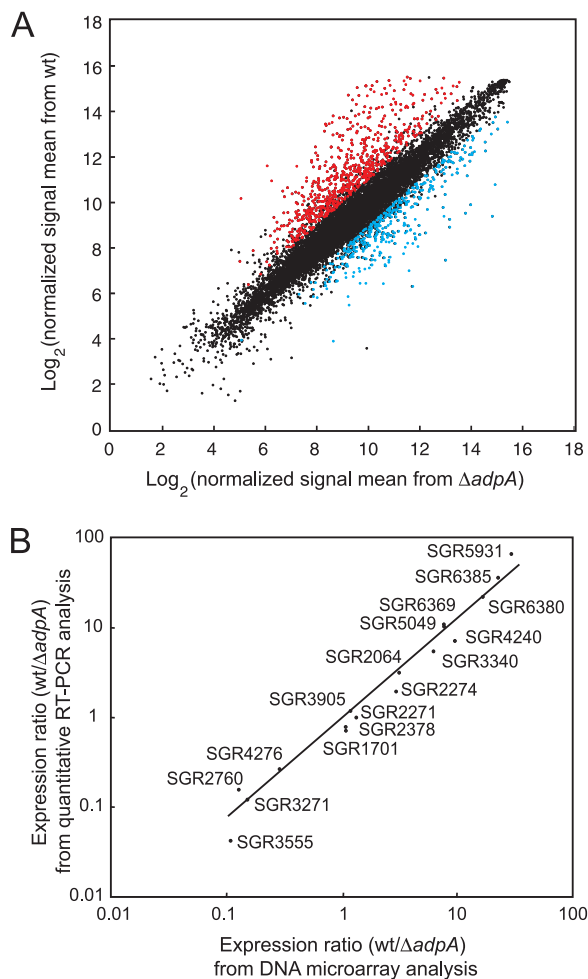 A
18
16
14
12
10
8
6
4
2
0
Log2(normalized signal mean from wt)
0 2 4 6 8 10 12 14 16 18
Log2(normalized signal mean from ΔadpA)
B
100
10
1
0.1
0.01
Expression ratio (wt/ΔadpA)
from quantitative RT-PCR analysis
SGR5931
SGR6385
SGR6369
SGR6380
SGR5049
SGR4240
SGR2064
SGR3340
SGR2274
SGR3905
SGR2271
SGR2378
SGR1701
SGR4276
SGR2760
SGR3271
SGR3555
0.01 0.1 1 10 100
Expression ratio (wt/ΔadpA)
from DNA microarray analysis